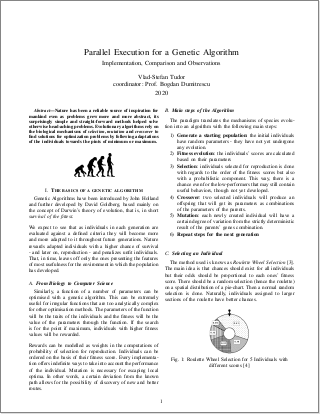 Parallel Execution for a Genetic Algorithm
Implementation, Comparison and Observations
Vlad-Stefan Tudor
coordinator: Prof. Bogdan Dumitrescu
2020
Abstract—Nature has been a reliable source of inspiration for
mankind even as problems grew more and more abstract, its
surprisingly simple and straight-forward methods helped solve
others to head-aching problems. Evolutionary algorithms rely on
the biological mechanisms of selection, mutation and crossover to
find solutions for optimization problems by following adaptations
of the individuals towards the points of minimum or maximum.
I. THE BASICS OF A GENETIC ALGORITHM
Genetic Algorithms have been introduced by John Holland
and further developed by David Goldberg, based mainly on
the concept of Darwin's theory of evolution, that is, in short
survival of the fittest.
We expect to see that as individuals in each generation are
evaluated against a defined criteria they will become more
and more adapted to it throughout future generations. Nature
rewards adapted individuals with a higher chance of survival
- and later on, reproduction - and penalizes unfit individuals.
That, in time, leaves off only the ones presenting the features
of most usefulness for the environment in which the population
has developed.
A. From Biology to Computer Science
Similarly, a function of a number of parameters can be
optimised with a genetic algorithm. This can be extremely
useful for irregular functions that are too analytically complex
for other optimisation methods. The parameters of the function
will be the traits of the individuals and the fitness will be the
value of the parameters through the function. If the search
is for the point of maximum, individuals with higher fitness
values will be rewarded.
Rewards can be modelled as weights in the computations of
probability of selection for reproduction. Individuals can be
ordered on the basis of their fitness score. Every implementa-
tion offers indefinite ways to take into account the performance
of the individual. Mutation is necessary for escaping local
optima. In other words, a certain deviation from the known
path allows for the possibility of discovery of new and better
routes.
B. Main steps of the Algorithm
The paradigm translates the mechanisms of species evolu-
tion into an algorithm with the following main steps:
1) Generate a starting population: the initial individuals
have random parameters - they have not yet undergone
any evolution.
2) Fitness evolution: the individuals' scores are calculated
based on their parameters
3) Selection: individuals selected for reproduction is done
with regards to the order of the fitness scores but also
with a probabilistic component. This way, there is a
chance even for the low-performers that may still contain
useful behaviors, though not yet developed.
4) Crossover: two selected individuals will produce an
offspring that will get its parameters as combinations
of the parameters of the parents.
5) Mutation: each newly created individual will have a
certain degree of variation from the strictly deterministic
result of the parents' genes combination.
6) Repeat steps for the next generation
C. Selecting an Individual
The method used is known as Roulette Wheel Selection [3].
The main idea is that chances should exist for all individuals
but their odds should be proportional to each ones' fitness
score. There should be a random selection (hence the roulette)
on a spatial distribution of a pie-chart. Then a normal random
selection is done. Naturally, individuals assigned to larger
sections of the roulette have better chances.
Fig. 1: Roulette Wheel Selection for 5 Individuals with
different scores [4]
1